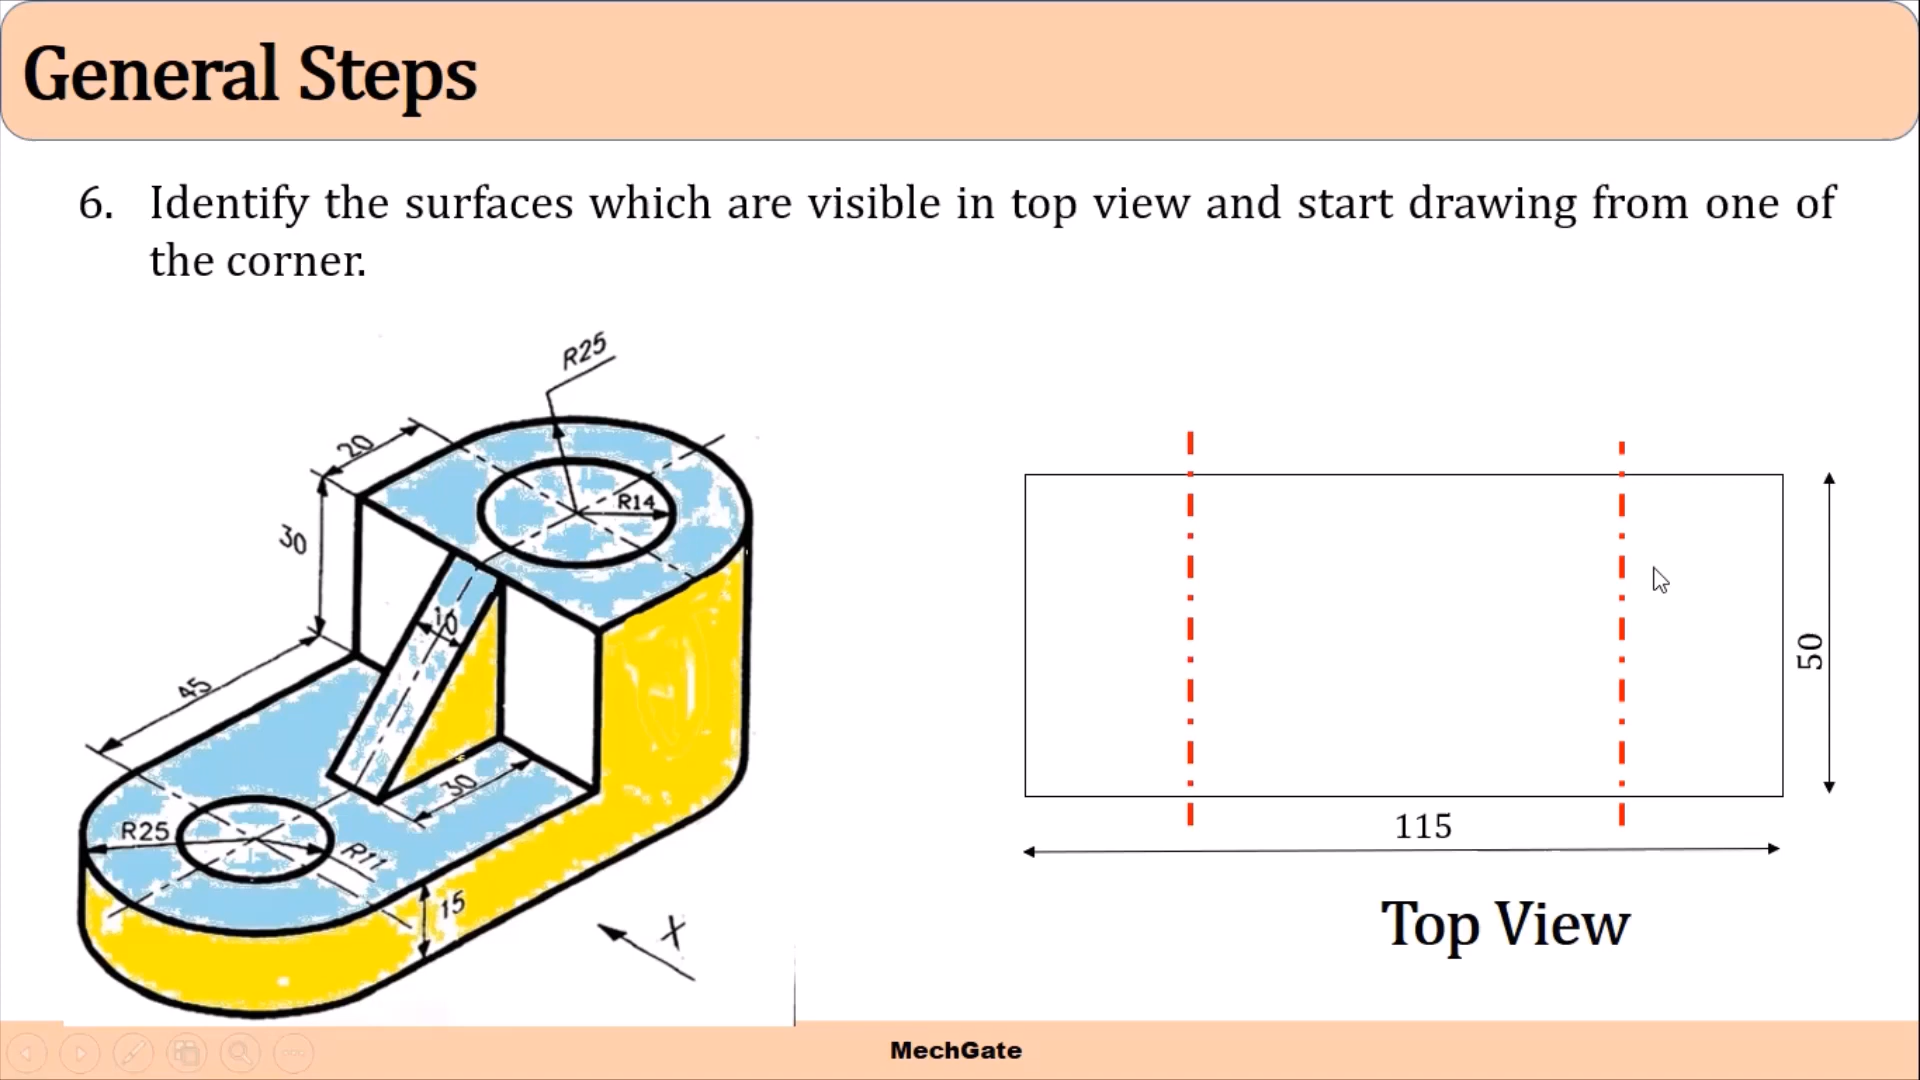 General Steps
6. Identify the surfaces which are visible in top view and start drawing from one of
the corner.
R25
20
R14
30
10
45
30
R25
R11
15
X
50
115
Top View
MechGate